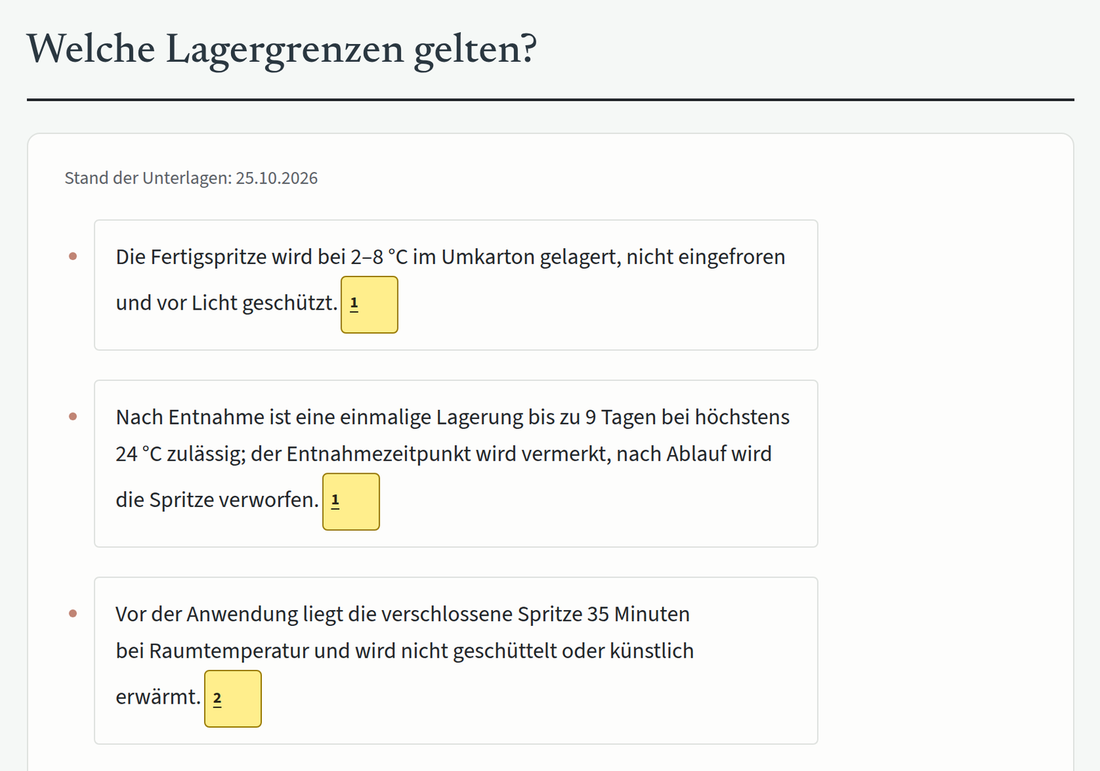 Welche Lagergrenzen gelten?
Stand der Unterlagen: 25.10.2026
Die Fertigspritze wird bei 2–8 °C im Umkarton gelagert, nicht eingefroren
und vor Licht geschützt. 1
Nach Entnahme ist eine einmalige Lagerung bis zu 9 Tagen bei höchstens
24 °C zulässig; der Entnahmezeitpunkt wird vermerkt, nach Ablauf wird
die Spritze verworfen. 1
Vor der Anwendung liegt die verschlossene Spritze 35 Minuten
bei Raumtemperatur und wird nicht geschüttelt oder künstlich
erwärmt. 2